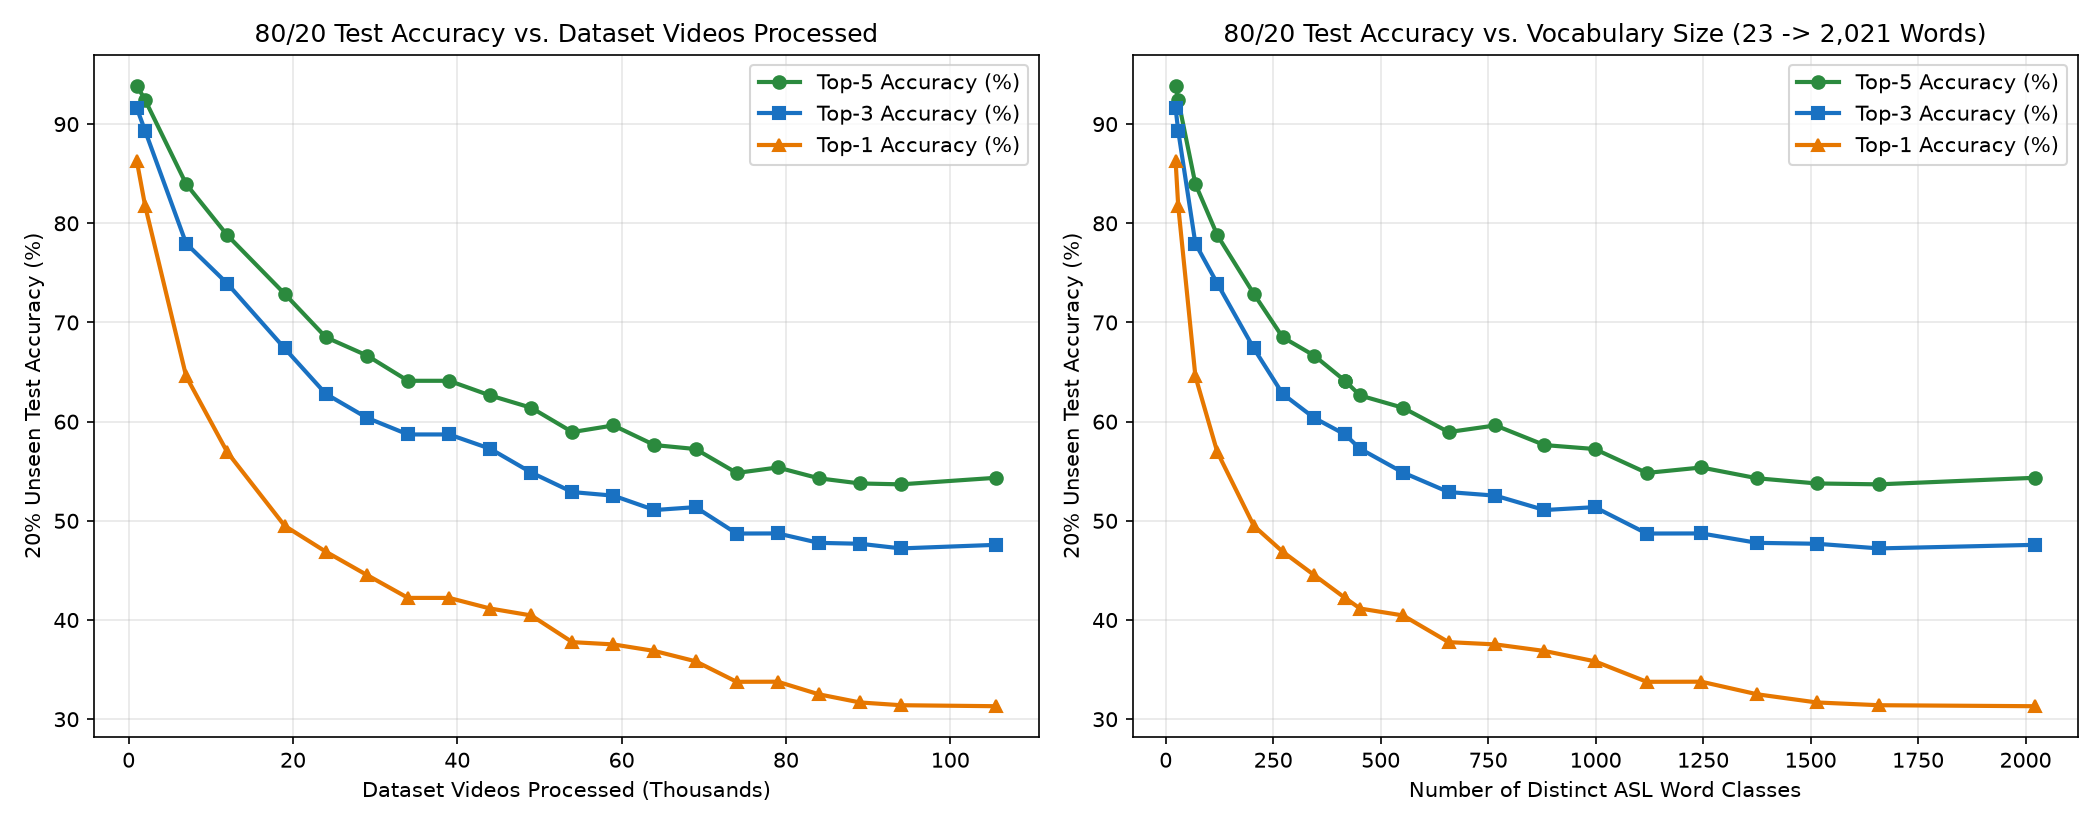 80/20 Test Accuracy vs. Dataset Videos Processed
Top-5 Accuracy (%)
Top-3 Accuracy (%)
Top-1 Accuracy (%)
20% Unseen Test Accuracy (%)
90
80
70
60
50
40
30
0 20 40 60 80 100
Dataset Videos Processed (Thousands)
80/20 Test Accuracy vs. Vocabulary Size (23 -> 2,021 Words)
Top-5 Accuracy (%)
Top-3 Accuracy (%)
Top-1 Accuracy (%)
20% Unseen Test Accuracy (%)
90
80
70
60
50
40
30
0 250 500 750 1000 1250 1500 1750 2000
Number of Distinct ASL Word Classes